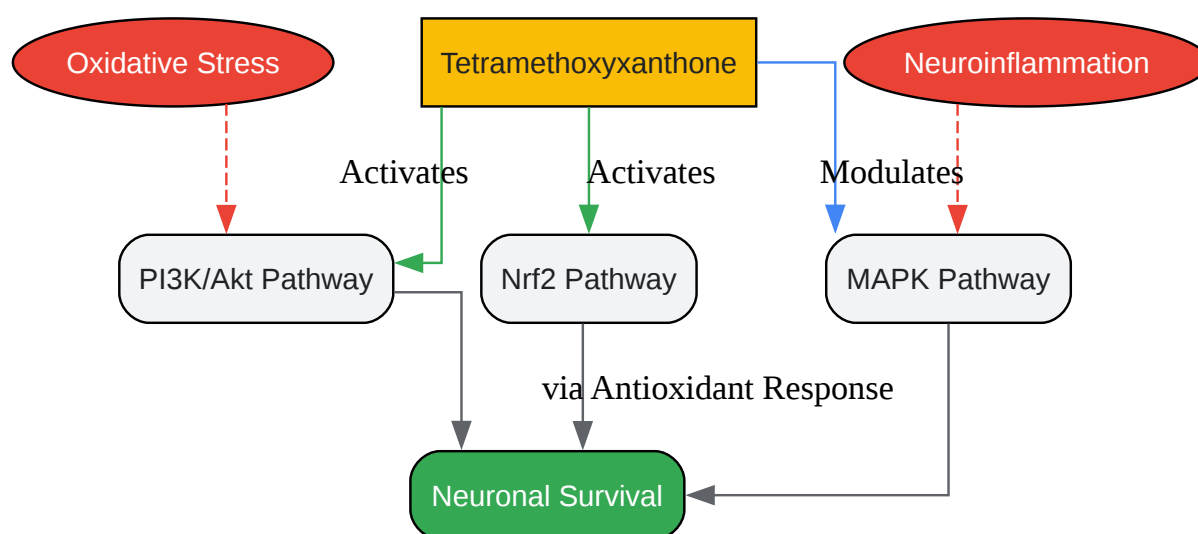 Oxidative Stress
Tetramethoxyxanthone
Neuroinflammation
Activates
Activates
Modulates
PI3K/Akt Pathway
Nrf2 Pathway
MAPK Pathway
via Antioxidant Response
Neuronal Survival